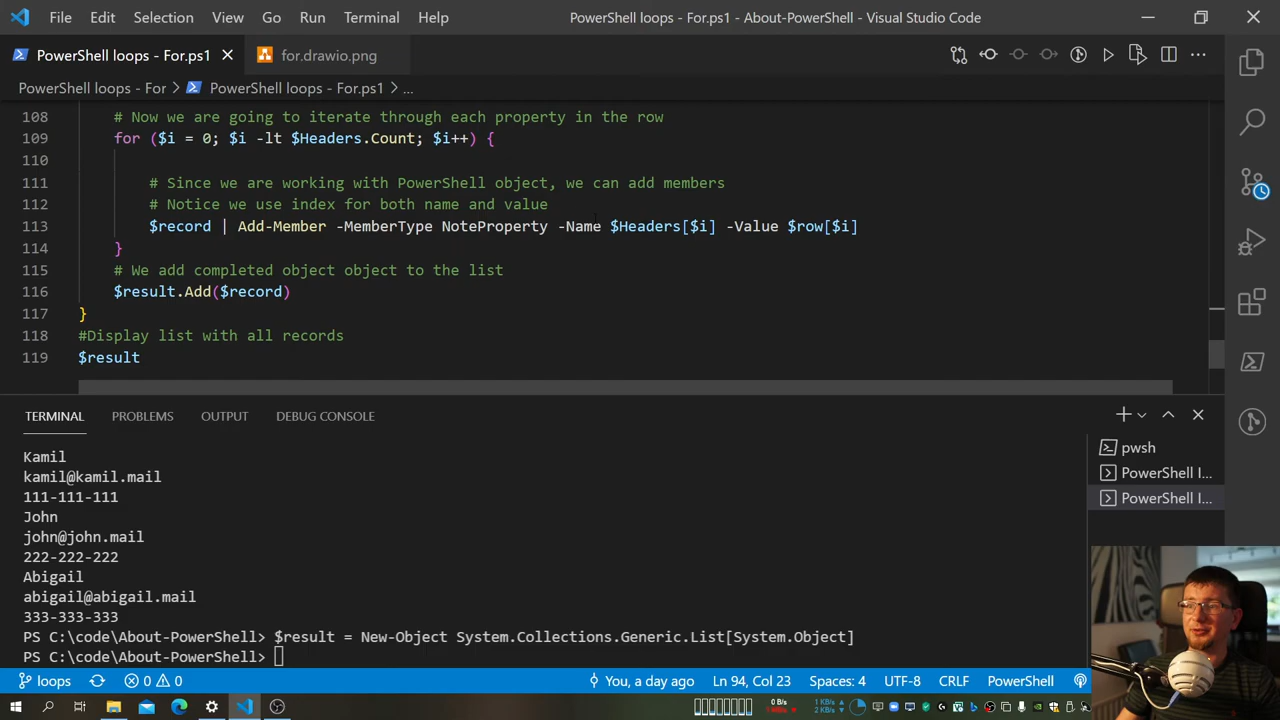 File Edit Selection View Go Run Terminal Help PowerShell loops - For.ps1 - About-PowerShell - Visual Studio Code
PowerShell loops - For.ps1 for.drawio.png
PowerShell loops - For > PowerShell loops - For.ps1 > ...
108 # Now we are going to iterate through each property in the row
109 for ($i = 0; $i -lt $Headers.Count; $i++) {
110
111 # Since we are working with PowerShell object, we can add members
112 # Notice we use index for both name and value
113 $record | Add-Member -MemberType NoteProperty -Name $Headers[$i] -Value $row[$i]
114 }
115 # We add completed object object to the list
116 $result.Add($record)
117 }
118 #Display list with all records
119 $result
TERMINAL PROBLEMS OUTPUT DEBUG CONSOLE
Kamil
kamil@kamil.mail
111-111-111
John
john@john.mail
222-222-222
Abigail
abigail@abigail.mail
333-333-333
PS C:\code\About-PowerShell> $result = New-Object System.Collections.Generic.List[System.Object]
PS C:\code\About-PowerShell>
pwsh
PowerShell I...
PowerShell I...
loops 0 0 You, a day ago Ln 94, Col 23 Spaces: 4 UTF-8 CRLF PowerShell